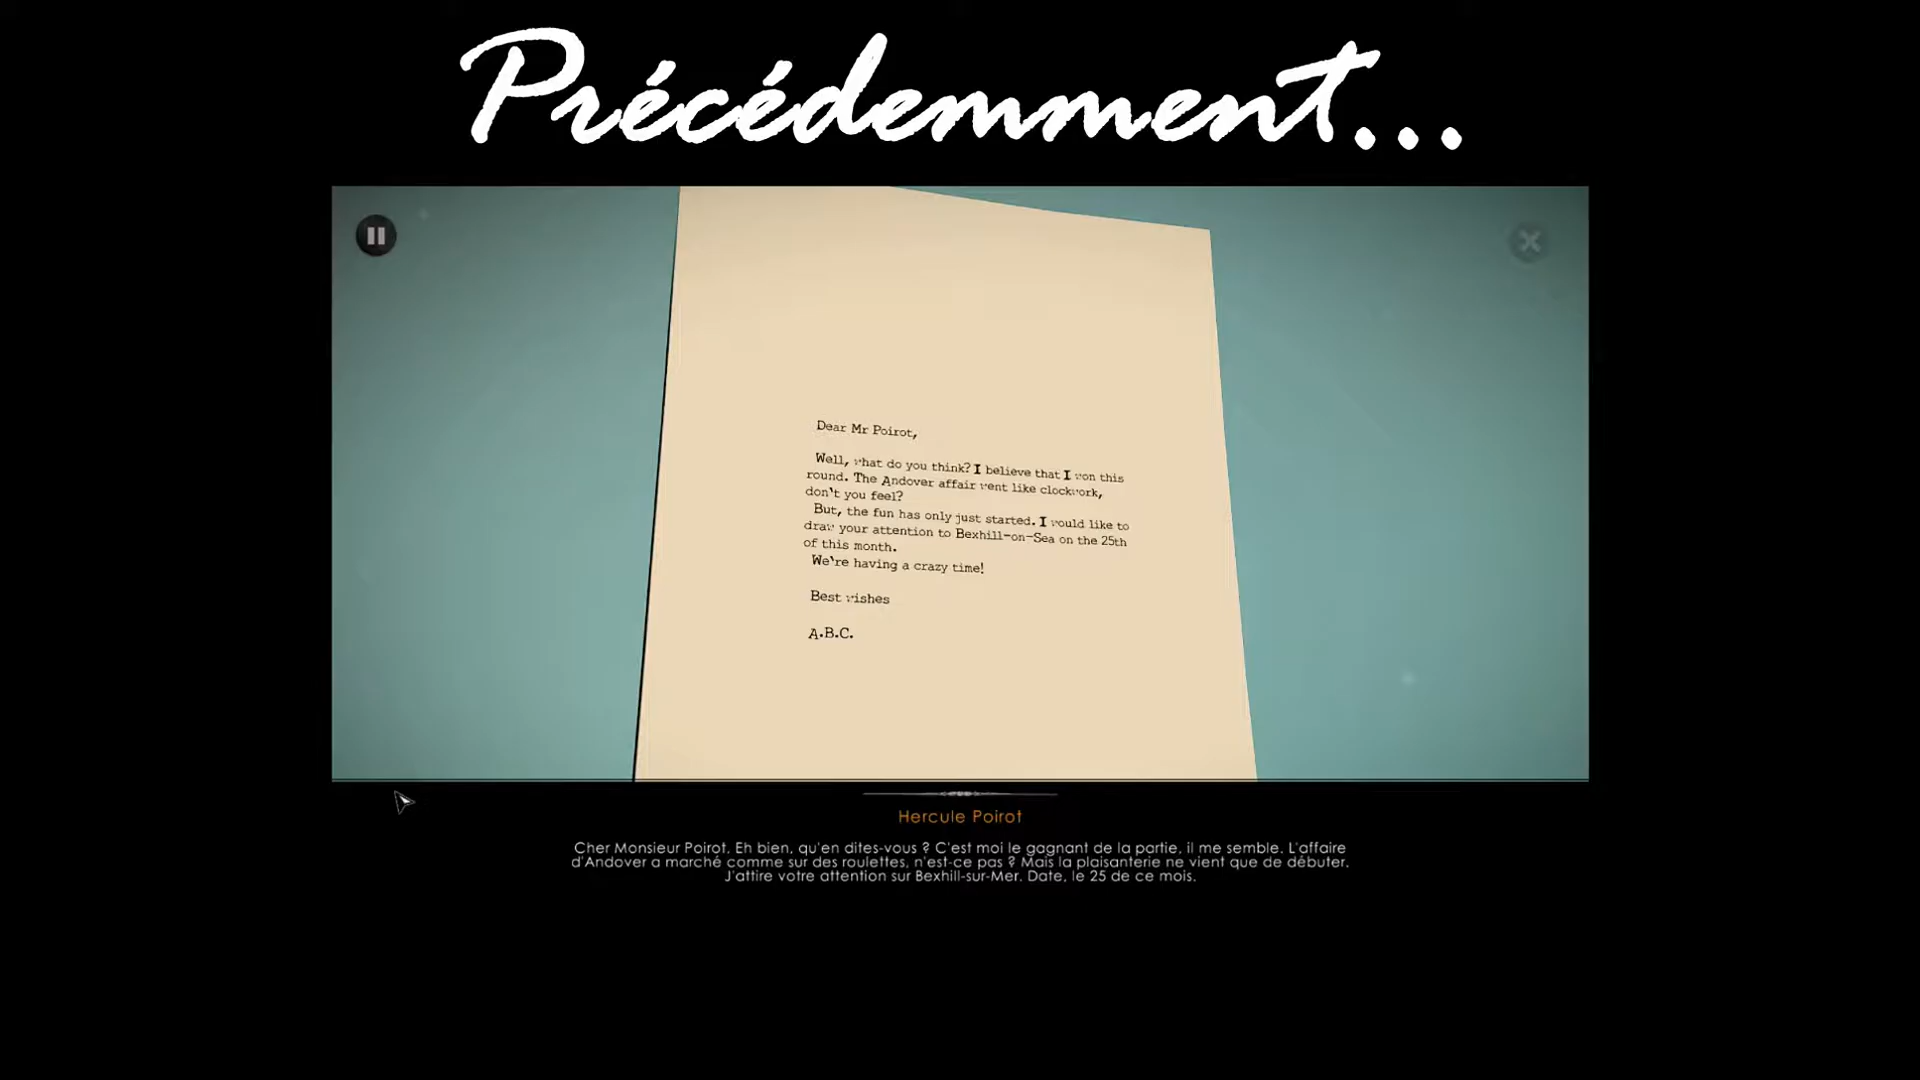 Précédemment...
Dear Mr Poirot,
Well, what do you think? I believe that I won this
round. The Andover affair went like clockwork,
don't you feel?
But, the fun has only just started. I would like to
draw your attention to Bexhill-on-Sea on the 25th
of this month.
We're having a crazy time!
Best wishes
A.B.C.
Hercule Poirot
Cher Monsieur Poirot. Eh bien, qu'en dites-vous ? C'est moi le gagnant de la partie, il me semble. L'affaire
d'Andover a marché comme sur des roulettes, n'est-ce pas ? Mais la plaisanterie ne vient que de débuter.
J'attire votre attention sur Bexhill-sur-Mer. Date, le 25 de ce mois.